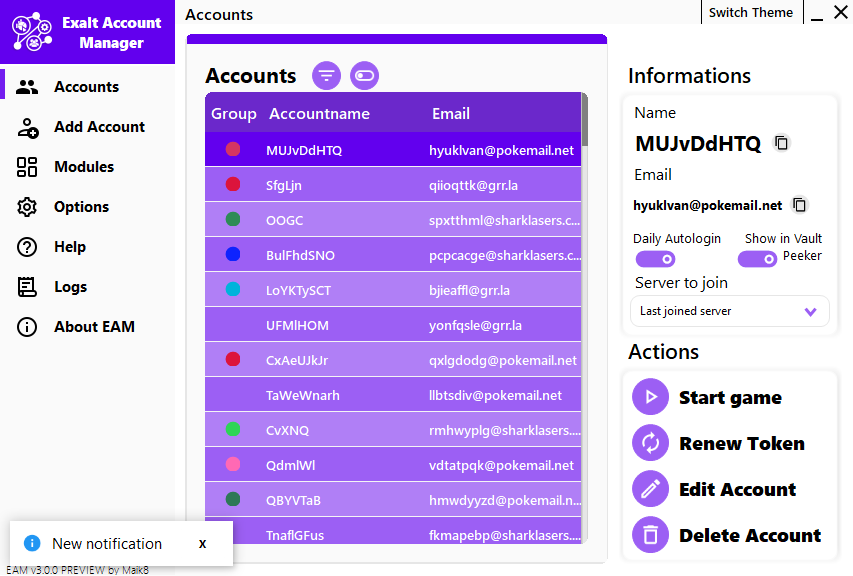 Exalt Account
Manager
Accounts
Switch Theme
Accounts
Add Account
Modules
Options
Help
Logs
About EAM
Accounts
Group Accountname Email
MUJvDdHTQ hyuklvan@pokemail.net
SfgLjn qiioqttk@grr.la
OOGC spxtthml@sharklasers.c...
BulFhdSNO pcpcacge@sharklasers.c...
LoYKTySCT bjieaffl@grr.la
UFMlHOM yonfqsle@grr.la
CxAeUJkJr qxlgdodg@pokemail.net
TaWeWnarh llbtsdiv@pokemail.net
CvXNQ rmhwyplg@sharklasers....
QdmlWl vdtatpqk@pokemail.net
QBYVTaB hmwdyyzd@pokemail.n...
TnaflGFus fkmapebp@sharklasers....
Informations
Name
MUJvDdHTQ
Email
hyuklvan@pokemail.net
Daily Autologin
Show in Vault
Peeker
Server to join
Last joined server
Actions
Start game
Renew Token
Edit Account
Delete Account
New notification x
EAM v3.0.0 PREVIEW by Maik8